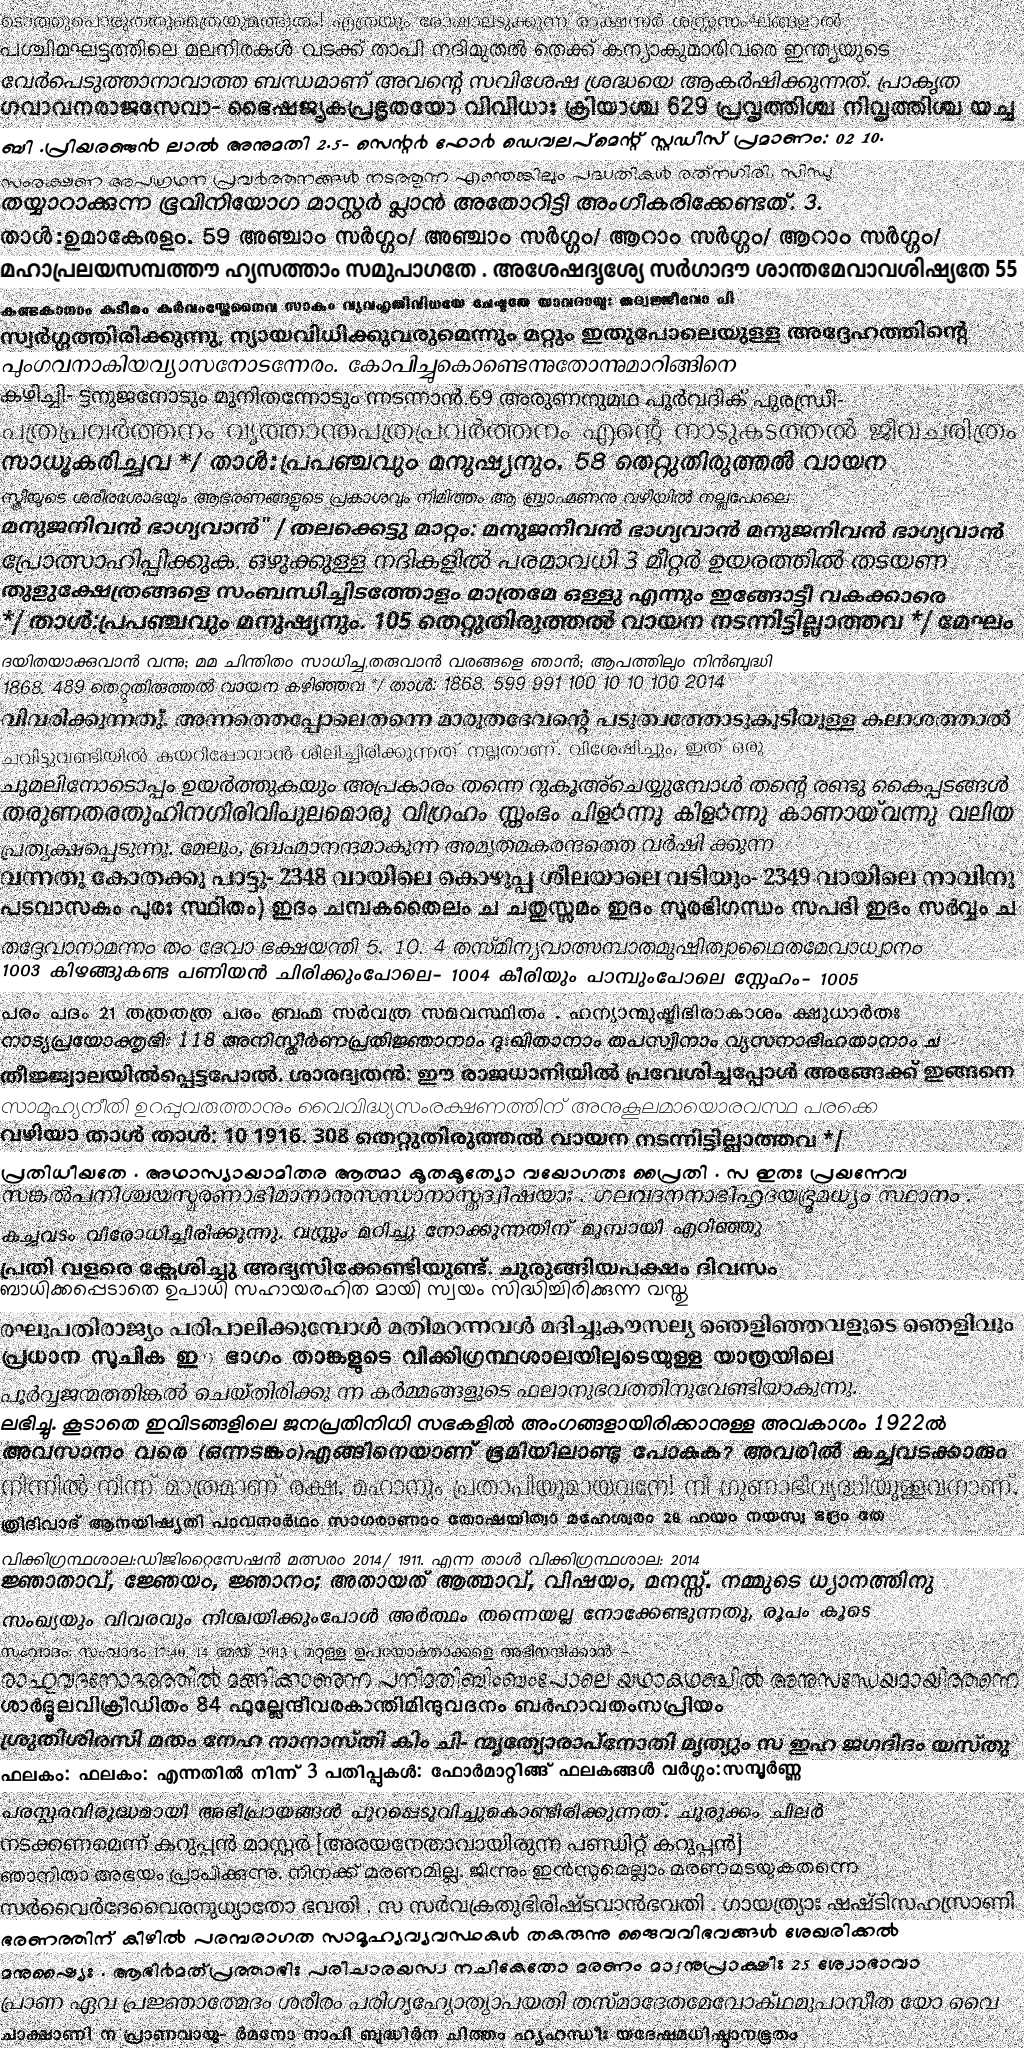 ടൊത്തുപെരുതുന്നതുമെത്രയുമത്ഭുതം! എത്രയും രോഷാലടുക്കുന്ന രാക്ഷസർ ശസ്ത്രസംഘങ്ങളാൽ
പശ്ചിമഘട്ടത്തിലെ മലനിരകൾ വടക്ക് താപി നദിമുതൽ തെക്ക് കന്യാകുമാരിവരെ ഇന്ത്യയുടെ
വേർപെടുത്താനാവാത്ത ബന്ധമാണ് അവന്റെ സവിശേഷ ശ്രദ്ധയെ ആകർഷിക്കുന്നത്. പ്രാകൃത
ഗവാവനരാജസേവാ- ഭൈഷജ്യകപ്രഭൃതയോ വിവിധാഃ ക്രിയാശ്ച 629 പ്രവൃത്തിശ്ച നിവൃത്തിശ്ച യച്ച
ബി .പ്രിയരഞ്ജൻ ലാൽ അനുമതി 2.5- സെന്റർ ഫോർ ഡെവലപ്മെന്റ് സ്റ്റഡീസ് പ്രമാണം: 02 10.
സംരക്ഷണ അപഗ്രഥന പ്രവർത്തനങ്ങൾ നടത്തുന്ന ഏതെങ്കിലും പദ്ധതികൾ രത്നഗിരി, സിന്ധു
തയ്യാറാക്കുന്ന ഭൂവിനിയോഗ മാസ്റ്റർ പ്ലാൻ അതോറിട്ടി അംഗീകരിക്കേണ്ടത്. 3.
താൾ:ഉമാകേരളം. 59 അഞ്ചാം സർഗ്ഗം/ അഞ്ചാം സർഗ്ഗം/ ആറാം സർഗ്ഗം/ ആറാം സർഗ്ഗം/
മഹാപ്രലയസമ്പത്തൗ ഹ്യസത്താം സമുപാഗതേ . അശേഷദൃശ്യേ സർഗാദൗ ശാന്തമേവാവശിഷ്യതേ 55
കണ്ടകാനാം കടീരം കർവംസ്തേനൈവ സാകം വ്യവഹൃതിവിധയേ ചേഷ്ടതേ യാവദായുഃ തദ്വജ്ജീവോ പി
സ്വർഗ്ഗത്തിരിക്കുന്നു, ന്യായവിധിക്കുവരുമെന്നും മറ്റും ഇതുപോലെയുള്ള അദ്ദേഹത്തിന്റെ
പുംഗവനാകിയവ്യാസനോടന്നേരം. കോപിച്ചുകൊണ്ടെന്നുതോന്നുമാറിങ്ങിനെ
കഴിച്ചി- ട്ടനുജനോടും മുനിതന്നോടും ന്നടന്നാൻ.69 അരുണനുമഥ പൂർവദിക് പുരന്ധ്രീ-
പത്രപ്രവർത്തനം വൃത്താന്തപത്രപ്രവർത്തനം എന്റെ നാടുകടത്തൽ ജീവചരിത്രം
സാധൂകരിച്ചവ */ താൾ:പ്രപഞ്ചവും മനുഷ്യനും. 58 തെറ്റുതിരുത്തൽ വായന
സ്ത്രീയുടെ ശരീരശോഭയും ആഭരണങ്ങളുടെ പ്രകാശവും നിമിത്തം ആ ബ്രാഹ്മണനു വഴിയിൽ നല്ലപോലെ
മനുജനിവൻ ഭാഗ്യവാൻ" / തലക്കെട്ടു മാറ്റം: മനുജനീവൻ ഭാഗ്യവാൻ മനുജനിവൻ ഭാഗ്യവാൻ
പ്രോത്സാഹിപ്പിക്കുക. ഒഴുക്കുള്ള നദികളിൽ പരമാവധി 3 മീറ്റർ ഉയരത്തിൽ തടയണ
തുളുക്ഷേത്രങ്ങളെ സംബന്ധിച്ചിടത്തോളം മാത്രമേ ഒള്ളു എന്നും ഇങ്ങോട്ടീ വകക്കാരെ
*/ താൾ:പ്രപഞ്ചവും മനുഷ്യനും. 105 തെറ്റുതിരുത്തൽ വായന നടന്നിട്ടില്ലാത്തവ */ മേഘം
ദയിതയാക്കുവാൻ വന്നു; മമ ചിന്തിതം സാധിച്ചുതരുവാൻ വരങ്ങളെ ഞാൻ; ആപത്തിലും നിൻബുദ്ധി
1868. 489 തെറ്റുതിരുത്തൽ വായന കഴിഞ്ഞവ */ താൾ: 1868. 599 991 100 10 10 100 2014
വിവരിക്കുന്നതു്. അന്നത്തെപ്പോലെതന്നെ മാരുതദേവന്റെ പടുത്വത്തോടുകൂടിയുള്ള കലാശത്താൽ
ചവിട്ടുവണ്ടിയിൽ കയറിപ്പോവാൻ ശീലിച്ചിരിക്കുന്നത് നല്ലതാണ്. വിശേഷിച്ചും, ഇത് ഒരു
ചുമലിനോടൊപ്പം ഉയർത്തുകയും അപ്രകാരം തന്നെ റുകൂഅ്ചെയ്യുമ്പോൾ തന്റെ രണ്ടു കൈപ്പടങ്ങൾ
തരുണതരതുഹിനഗിരിവിപുലമൊരു വിഗ്രഹം സ്തംഭം പിളർന്നു കിളർന്നു കാണായ്‌വന്നു വലിയ
പ്രത്യക്ഷപ്പെടുന്നു. മേലും, ബ്രഹ്മാനന്ദമാകുന്ന അമൃതമകരന്ദത്തെ വർഷി ക്കുന്ന
വന്നതൂ കോതക്കു പാട്ടു- 2348 വായിലെ കൊഴുപ്പ ശീലയാലെ വടിയും- 2349 വായിലെ നാവിനു
പടവാസകം പുരഃ സ്ഥിതം) ഇദം ചമ്പകതൈലം ച ചതുസ്സമം ഇദം സുരഭിഗന്ധം സപദി ഇദം സർവ്വം ച
തദ്ദേവാനാമന്നം തം ദേവാ ഭക്ഷയന്തി 5. 10. 4 തസ്മിന്യവാത്സമ്പാതമുഷിത്വാഥൈതമേവാധ്വാനം
1003 കിഴങ്ങുകണ്ട പണിയൻ ചിരിക്കുംപോലെ- 1004 കീരിയും പാമ്പുംപോലെ സ്നേഹം- 1005
പരം പദം 21 തത്രതത്ര പരം ബ്രഹ്മ സർവത്ര സമവസ്ഥിതം . ഹന്യാന്മുഷ്ടിഭിരാകാശം ക്ഷുധാർതഃ
നാട്യപ്രയോക്തൃഭിഃ 118 അനിസ്തീർണപ്രതിജ്ഞാനാം ദുഃഖിതാനാം തപസ്വിനാം വ്യസനാഭിഹതാനാം ച
തീജ്ജ്വാലയിൽപ്പെട്ടപോൽ. ശാരദ്വതൻ: ഈ രാജധാനിയിൽ പ്രവേശിച്ചപ്പോൾ അങ്ങേക്ക് ഇങ്ങനെ
സാമൂഹ്യനീതി ഉറപ്പുവരുത്താനും വൈവിദ്ധ്യസംരക്ഷണത്തിന് അനുകൂലമായൊരവസ്ഥ പരക്കെ
വഴിയാ താൾ താൾ: 10 1916. 308 തെറ്റുതിരുത്തൽ വായന നടന്നിട്ടില്ലാത്തവ */
പ്രതിധീയതേ . അഥാസ്യായാമിതര ആത്മാ കൃതകൃത്യോ വയോഗതഃ പ്രൈതി . സ ഇതഃ പ്രയന്നേവ
സങ്കൽപനിശ്ചയസ്മരണാഭിമാനാനുസന്ധാനാസ്തദ്വിഷയാഃ . ഗലവദനനാഭിഹൃദയഭ്രൂമധ്യം സ്ഥാനം .
കച്ചവടം വിരോധിച്ചിരിക്കുന്നു. വസ്ത്രം മറിച്ചു നോക്കുന്നതിന് മുമ്പായി എറിഞ്ഞു
പ്രതി വളരെ ക്ലേശിച്ചു അഭ്യസിക്കേണ്ടിയുണ്ട്. ചുരുങ്ങിയപക്ഷം ദിവസം
ബാധിക്കപ്പെടാതെ ഉപാധി സഹായരഹിത മായി സ്വയം സിദ്ധിച്ചിരിക്കുന്ന വസ്തു
രഘുപതിരാജ്യം പരിപാലിക്കുമ്പോൾ മതിമറന്നവൾ മദിച്ചുകൗസല്യ ഞെളിഞ്ഞവളുടെ ഞെളിവും
പ്രധാന സൂചിക ഇ ഭാഗം താങ്കളുടെ വിക്കിഗ്രന്ഥശാലയിലൂടെയുള്ള യാത്രയിലെ
പൂർവ്വജന്മത്തിങ്കൽ ചെയ്തിരിക്കു ന്ന കർമ്മങ്ങളുടെ ഫലാനുഭവത്തിനുവേണ്ടിയാകുന്നു.
ലഭിച്ചു. കൂടാതെ ഇവിടങ്ങളിലെ ജനപ്രതിനിധി സഭകളിൽ അംഗങ്ങളായിരിക്കാനുള്ള അവകാശം 1922ൽ
അവസാനം വരെ (ഒന്നടങ്കം)എങ്ങിനെയാണ് ഭൂമിയിലാണ്ടു പോകുക? അവരിൽ കച്ചവടക്കാരും
നിന്നിൽ നിന്ന് മാത്രമാണ് രക്ഷ. മഹാനും പ്രതാപിയുമായവനേ! നീ ഗുണാഭിവൃദ്ധിയുള്ളവനാണ്.
ത്രിദിവാദ് ആനയിഷ്യതി പാവനാർഥം സാഗരാണാം തോഷയിത്വാ മഹേശ്വരം 28 ഹയം നയസ്വ ഭദ്രം തേ
വിക്കിഗ്രന്ഥശാല:ഡിജിറ്റൈസേഷൻ മത്സരം 2014/ 1911. എന്ന താൾ വിക്കിഗ്രന്ഥശാല: 2014
ജ്ഞാതാവ്, ജ്ഞേയം, ജ്ഞാനം; അതായത് ആത്മാവ്, വിഷയം, മനസ്സ്. നമ്മുടെ ധ്യാനത്തിനു
സംഖ്യയും വിവരവും നിശ്ചയിക്കുംപോൾ അർത്ഥം തന്നെയല്ല നോക്കേണ്ടുന്നതു, രൂപം കൂടെ
സംവാദം: സംവാദം 17:40, 14 മേയ് 2013 ( മറ്റുള്ള ഉപയോക്താക്കളെ അഭിനന്ദിക്കാൻ –
രാഹുവദനോദരത്തിൽ മങ്ങിക്കാണുന്ന പനിമതിബിംബംപോലെ യഥാകഥഞ്ചിൽ അനുസന്ധേയമായിത്തന്നെ
ശാർദ്ദൂലവിക്രീഡിതം 84 ഫുല്ലേന്ദീവരകാന്തിമിന്ദുവദനം ബർഹാവതംസപ്രിയം
ശ്രുതിശിരസി മതം നേഹ നാനാസ്തി കിം ചി- ന്മൃത്യോരാപ്നോതി മൃത്യും സ ഇഹ ജഗദിദം യസ്തു
ഫലകം: ഫലകം: എന്നതിൽ നിന്ന് 3 പതിപ്പുകൾ: ഫോർമാറ്റിങ്ങ് ഫലകങ്ങൾ വർഗ്ഗം:സമ്പൂർണ്ണ
പരസ്പരവിരുദ്ധമായി അഭിപ്രായങ്ങൾ പുറപ്പെടുവിച്ചുകൊണ്ടിരിക്കുന്നത്. ചുരുക്കം ചിലർ
നടക്കണമെന്ന് കറുപ്പൻ മാസ്റ്റർ [അരയനേതാവായിരുന്ന പണ്ഡിറ്റ് കറുപ്പൻ]
ഞാനിതാ അഭയം പ്രാപിക്കുന്നു. നിനക്ക് മരണമില്ല. ജിന്നും ഇൻസുമെല്ലാം മരണമടയുകതന്നെ
സർവൈർദേവൈരനുധ്യാതോ ഭവതി . സ സർവക്രതുഭിരിഷ്ടവാൻഭവതി . ഗായത്ര്യാഃ ഷഷ്ടിസഹസ്രാണി
ഭരണത്തിന് കീഴിൽ പരമ്പരാഗത സാമൂഹ്യവ്യവസ്ഥകൾ തകരുന്നു ജൈവവിഭവങ്ങൾ ശേഖരിക്കൽ
മനുഷ്യൈഃ . ആഭിർമത്പ്രത്താഭിഃ പരിചാരയസ്വ നചികേതോ മരണം മാऽനുപ്രാക്ഷീഃ 25 ശ്വോഭാവാ
പ്രാണ ഏവ പ്രജ്ഞാത്മേദം ശരീരം പരിഗൃഹ്യോത്യാപയതി തസ്മാദേതമേവോക്ഥമുപാസീത യോ വൈ
ചാക്ഷാണി ന പ്രാണവായു- ർമനോ നാപി ബുദ്ധിർന ചിത്തം ഹ്യഹന്ധീഃ യദേഷമധിഷ്ഠാനഭൂതം